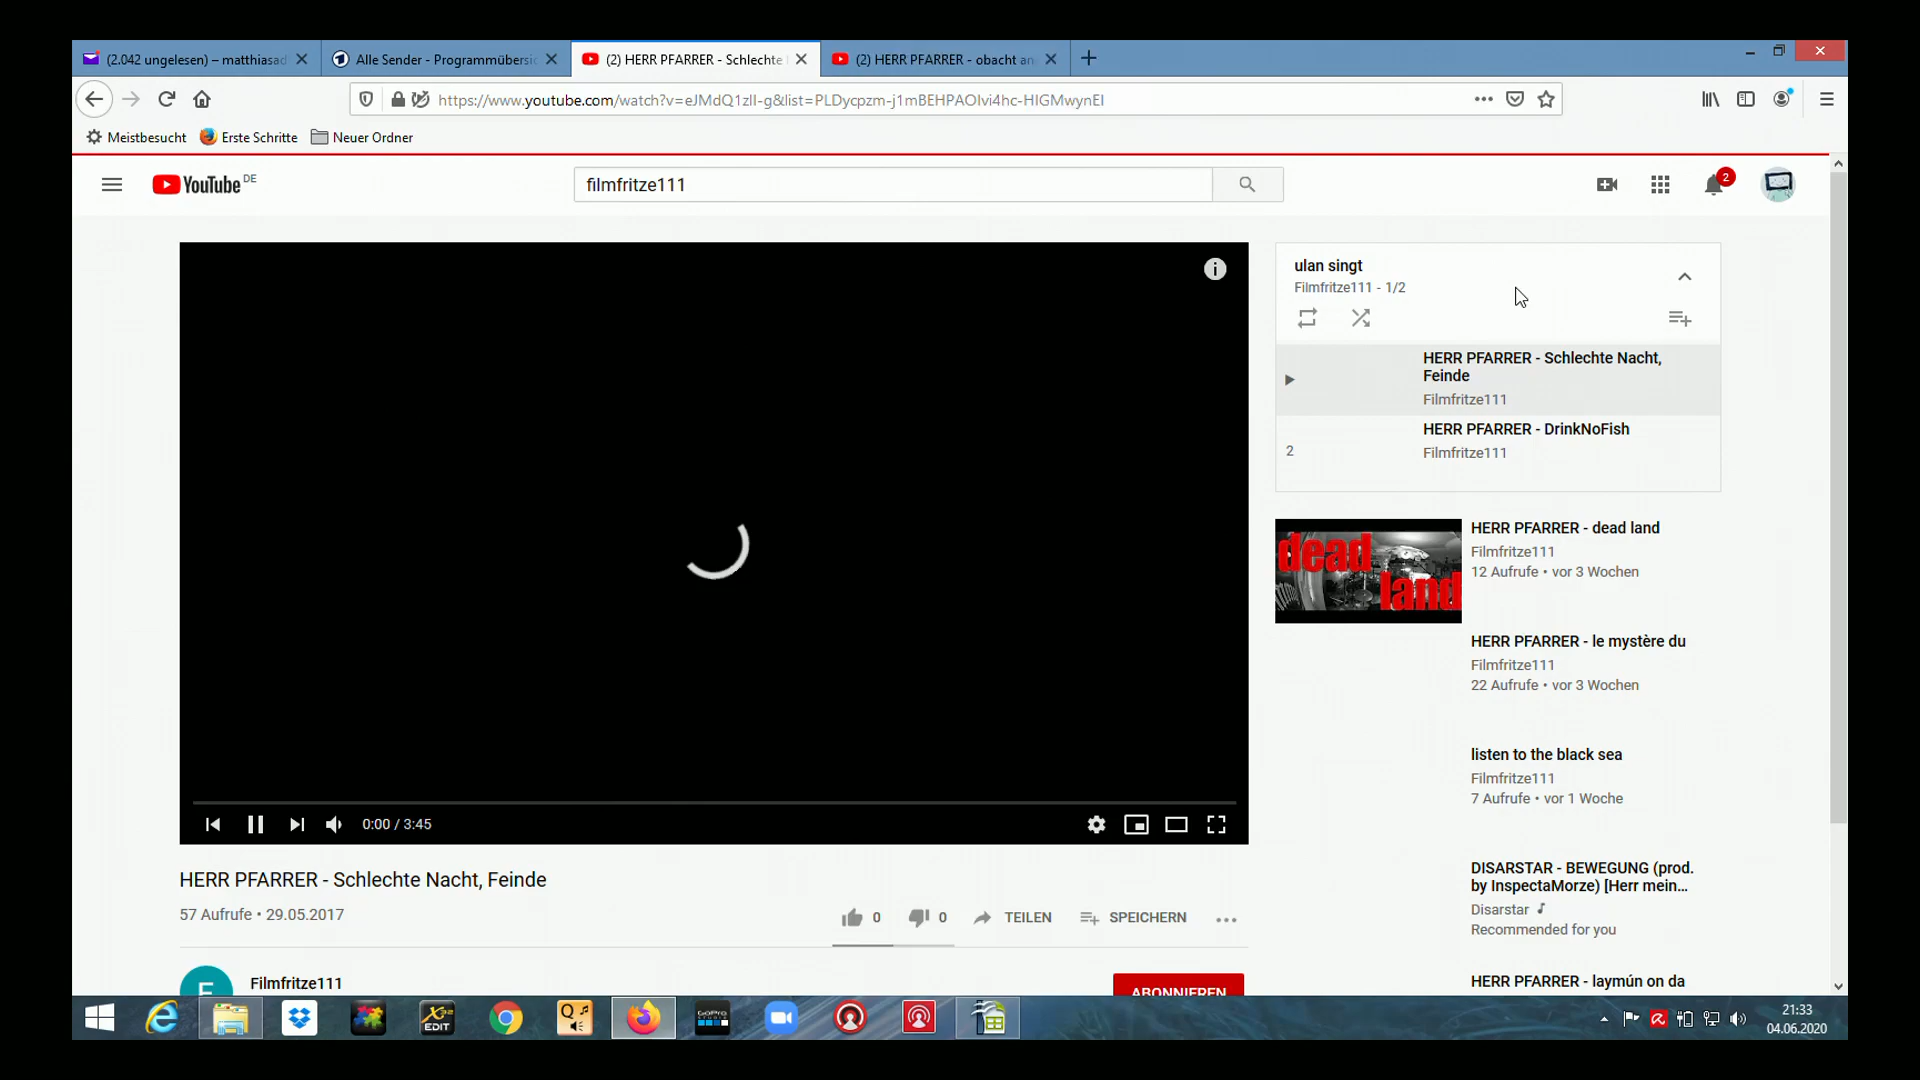 (2.042 ungelesen) – matthiasad
Alle Sender - Programmübersi
(2) HERR PFARRER - Schlechte
(2) HERR PFARRER - obacht an
https://www.youtube.com/watch?v=eJMdQ1zlI-g&list=PLDycpzm-j1mBEHPAOIvi4hc-HIGMwynEI
Meistbesucht
Erste Schritte
Neuer Ordner
YouTube DE
filmfritze111
2
ulan singt
Filmfritze111 - 1/2
HERR PFARRER - Schlechte Nacht,
Feinde
Filmfritze111
2
HERR PFARRER - DrinkNoFish
Filmfritze111
dead
land
HERR PFARRER - dead land
Filmfritze111
12 Aufrufe • vor 3 Wochen
HERR PFARRER - le mystère du
Filmfritze111
22 Aufrufe • vor 3 Wochen
listen to the black sea
Filmfritze111
7 Aufrufe • vor 1 Woche
DISARSTAR - BEWEGUNG (prod.
by InspectaMorze) [Herr mein...
Disarstar
Recommended for you
HERR PFARRER - laymún on da
0:00 / 3:45
HERR PFARRER - Schlechte Nacht, Feinde
57 Aufrufe • 29.05.2017
0
0
TEILEN
SPEICHERN
F
Filmfritze111
ABONNIEREN
EDIT
Q
GoPro
21:33
04.06.2020